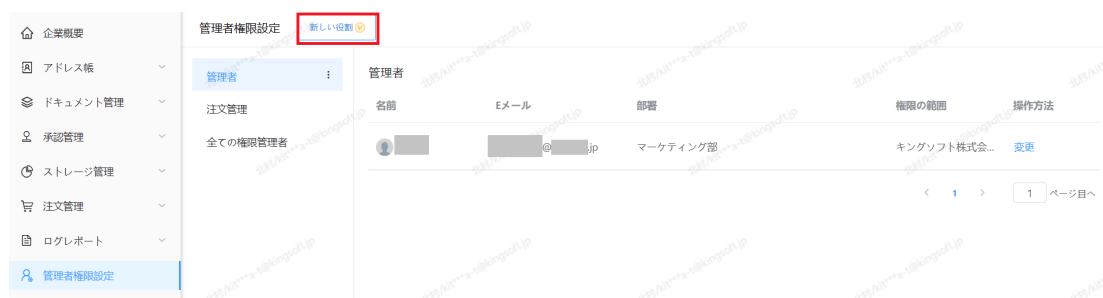 企業概要
アドレス帳
ドキュメント管理
承認管理
ストレージ管理
注文管理
ログレポート
管理者権限設定
管理者権限設定 新しい役割
管理者
注文管理
全ての権限管理者
管理者
名前 Eメール 部署 権限の範囲 操作方法
@ .jp マーケティング部 キングソフト株式会... 変更
< 1 > 1 ページ目へ